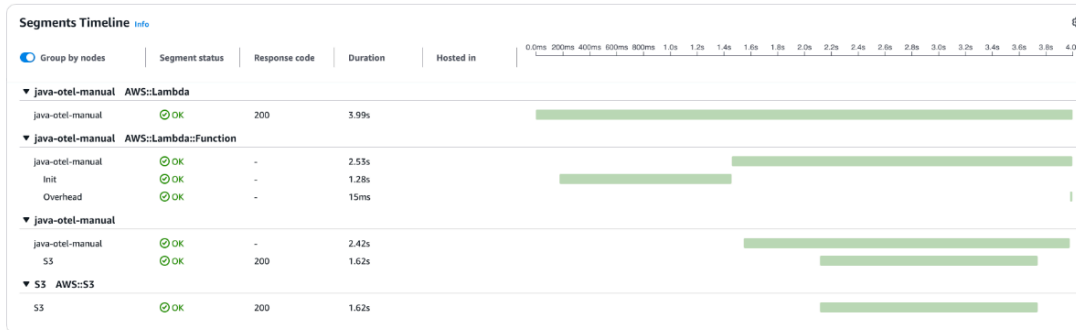 Segments Timeline Info
Group by nodes Segment status Response code Duration Hosted in 0.0ms 200ms 400ms 600ms 800ms 1.0s 1.2s 1.4s 1.6s 1.8s 2.0s 2.2s 2.4s 2.6s 2.8s 3.0s 3.2s 3.4s 3.6s 3.8s 4.0
java-otel-manual AWS::Lambda
java-otel-manual OK 200 3.99s
java-otel-manual AWS::Lambda::Function
java-otel-manual OK - 2.53s
Init OK - 1.28s
Overhead OK - 15ms
java-otel-manual
java-otel-manual OK - 2.42s
S3 OK 200 1.62s
S3 AWS::S3
S3 OK 200 1.62s